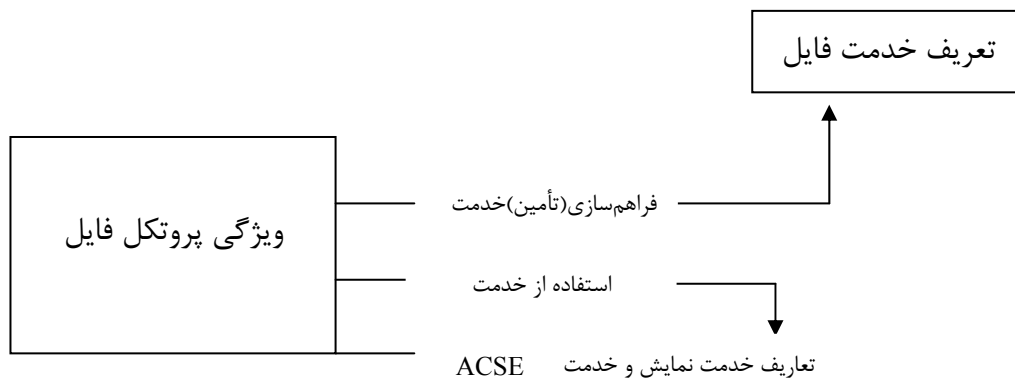 تعریف خدمت فایل
فراهم‌سازی(تأمین)خدمت
ویژگی پروتکل فایل
استفاده از خدمت
تعاریف خدمت نمایش و خدمت ACSE